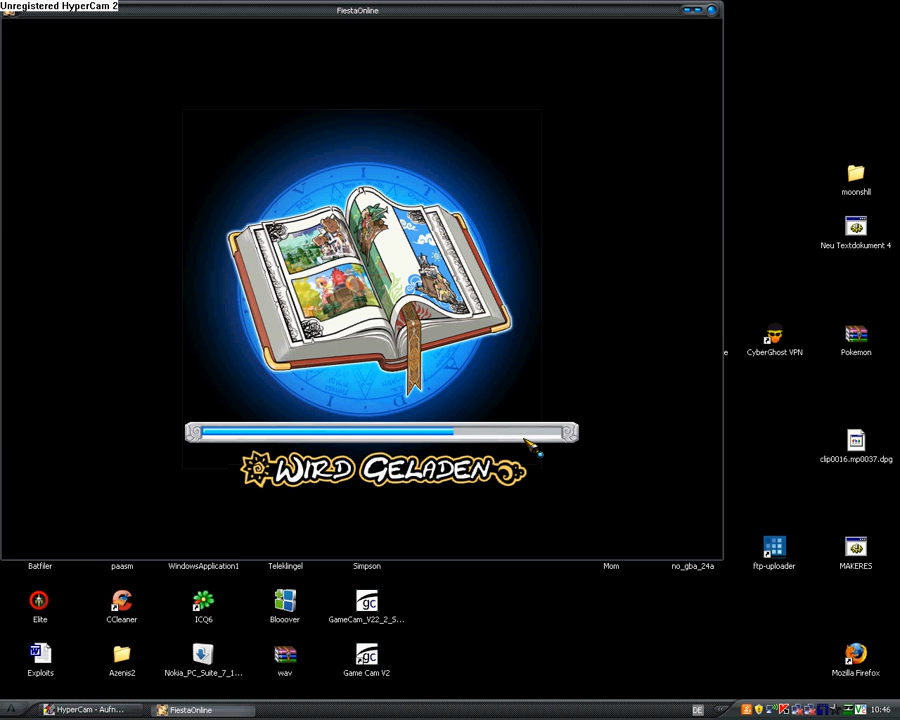 Unregistered HyperCam 2
FiestaOnline
WIRD GELADEN
moonshll
Neu Textdokument 4
CyberGhost VPN
Pokemon
clip0016.mp0037.dpg
Batfiler
paasm
WindowsApplication1
Teleklingel
Simpson
Mom
no_gba_24a
ftp-uploader
MAKERES
Elite
CCleaner
ICQ6
Blooover
GameCam_V22_2_S...
Exploits
Azenis2
Nokia_PC_Suite_7_1...
wav
Game Cam V2
Mozilla Firefox
HyperCam - Aufn...
FiestaOnline
DE
10:46